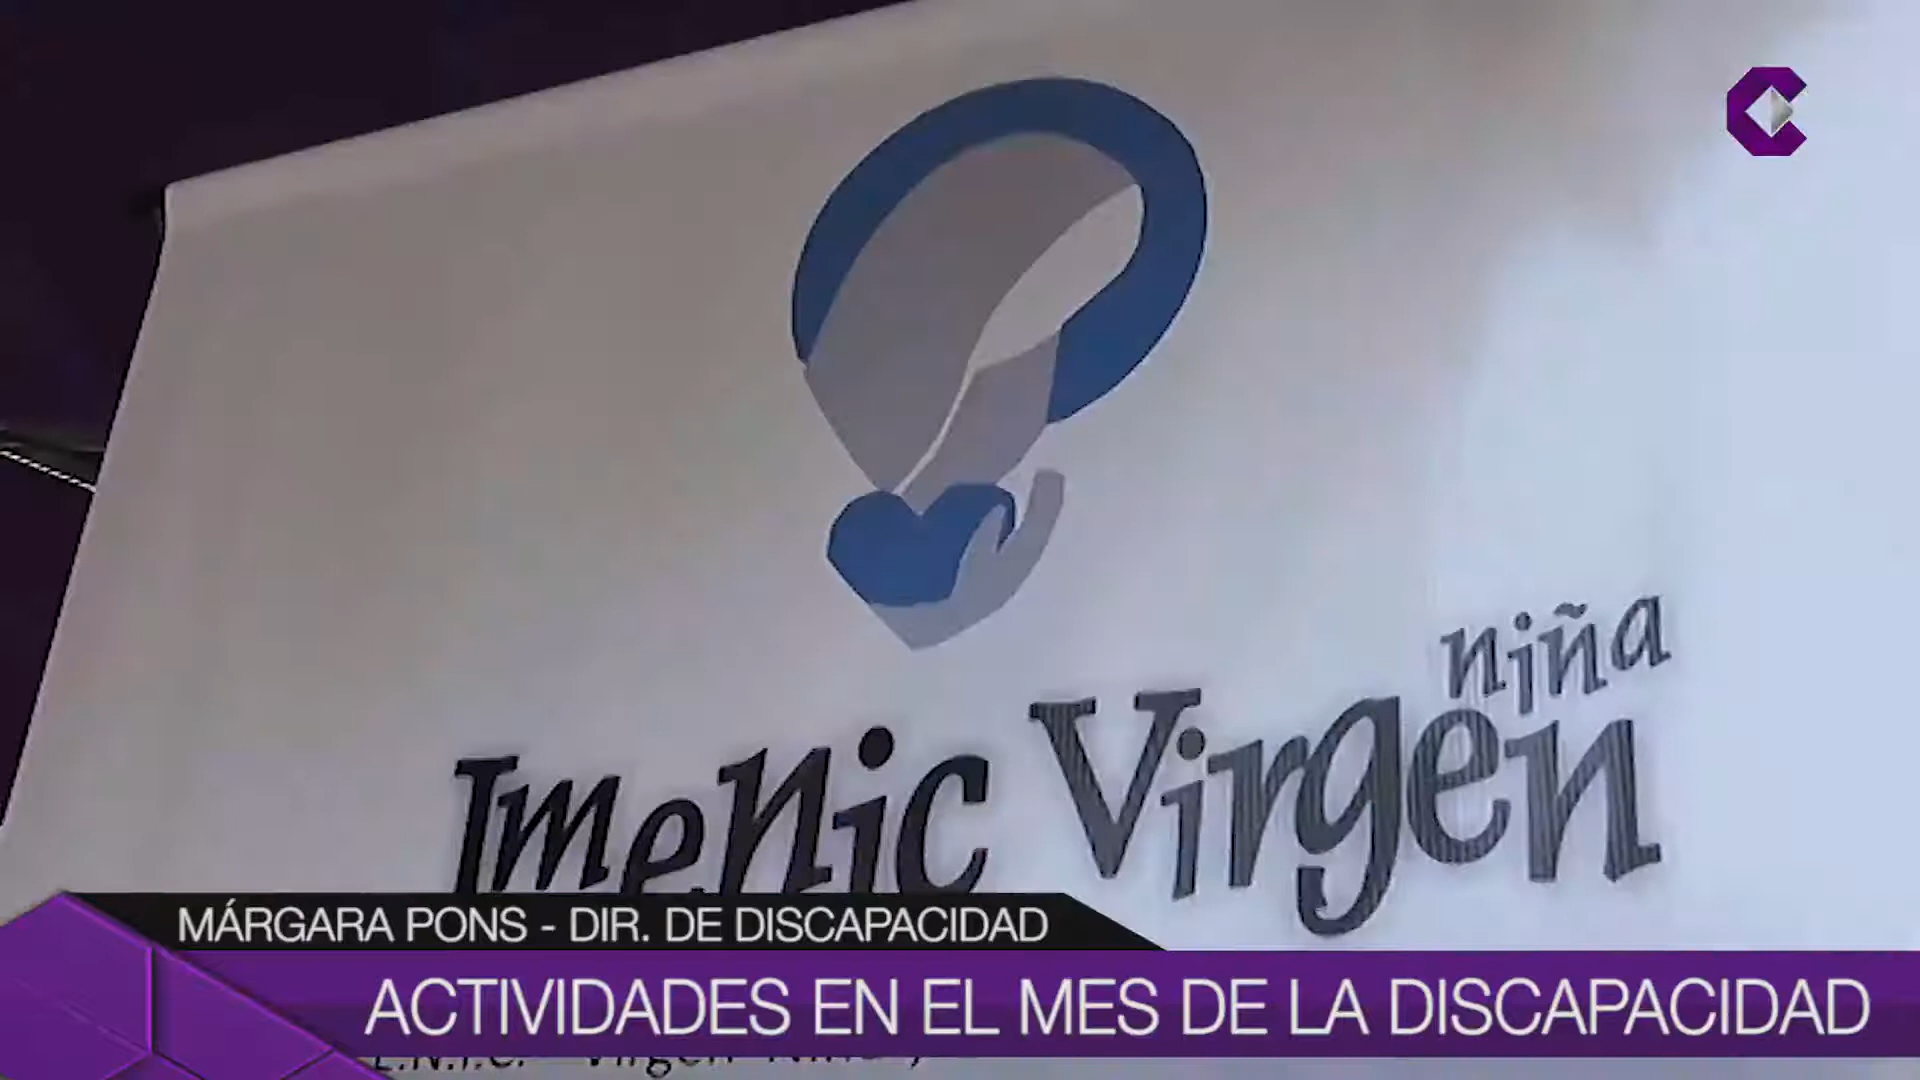 niña
Imenic Virgen
MÁRGARA PONS - DIR. DE DISCAPACIDAD
ACTIVIDADES EN EL MES DE LA DISCAPACIDAD